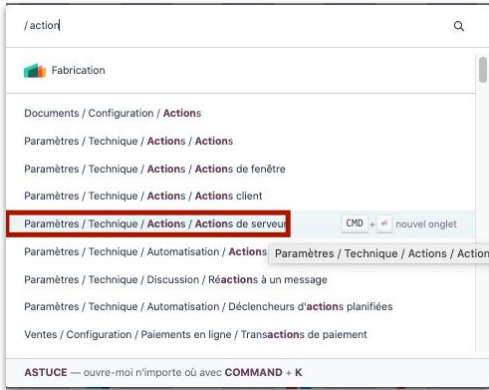 / action
Fabrication
Documents / Configuration / Actions
Paramètres / Technique / Actions / Actions
Paramètres / Technique / Actions / Actions de fenêtre
Paramètres / Technique / Actions / Actions client
Paramètres / Technique / Actions / Actions de serveur CMD + ⏎ nouvel onglet
Paramètres / Technique / Automatisation / Actions
Paramètres / Technique / Actions / Action
Paramètres / Technique / Discussion / Réactions à un message
Paramètres / Technique / Automatisation / Déclencheurs d'actions planifiées
Ventes / Configuration / Paiements en ligne / Transactions de paiement
ASTUCE — ouvre-moi n'importe où avec COMMAND + K